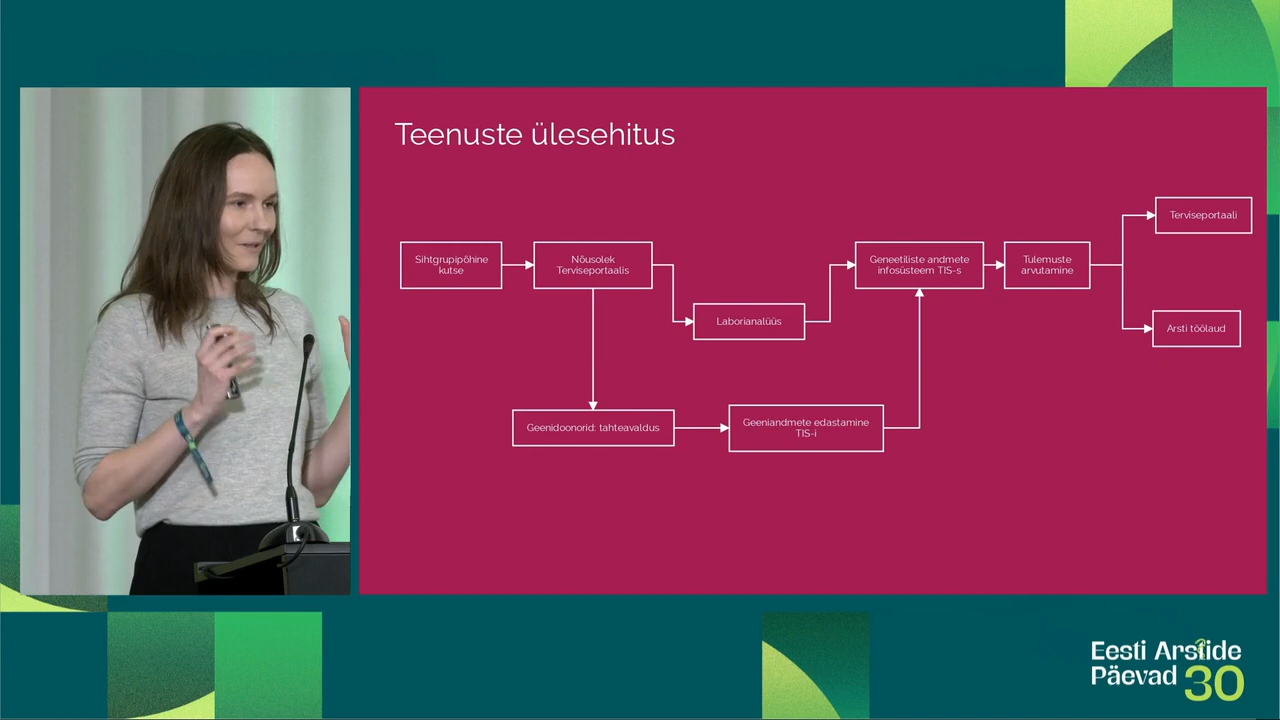 Teenuste ülesehitus
Sihtgrupipõhine
kutse
Nõusolek
Terviseportaalis
Laborianalüüs
Geneetiliste andmete
infosüsteem TIS-s
Tulemuste
arvutamine
Terviseportaali
Arsti töölaud
Geenidoonorid: tahteavaldus
Geeniandmete edastamine
TIS-i
Eesti Arstide
Päevad 30